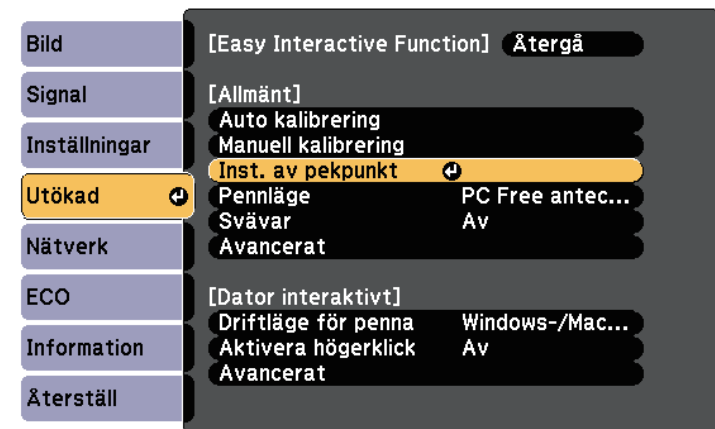 Bild
Signal
Inställningar
Utökad
Nätverk
ECO
Information
Återställ
[Easy Interactive Function] Återgå
[Allmänt]
Auto kalibrering
Manuell kalibrering
Inst. av pekpunkt
Pennläge PC Free antec...
Svävar Av
Avancerat
[Dator interaktivt]
Driftläge för penna Windows-/Mac...
Aktivera högerklick Av
Avancerat